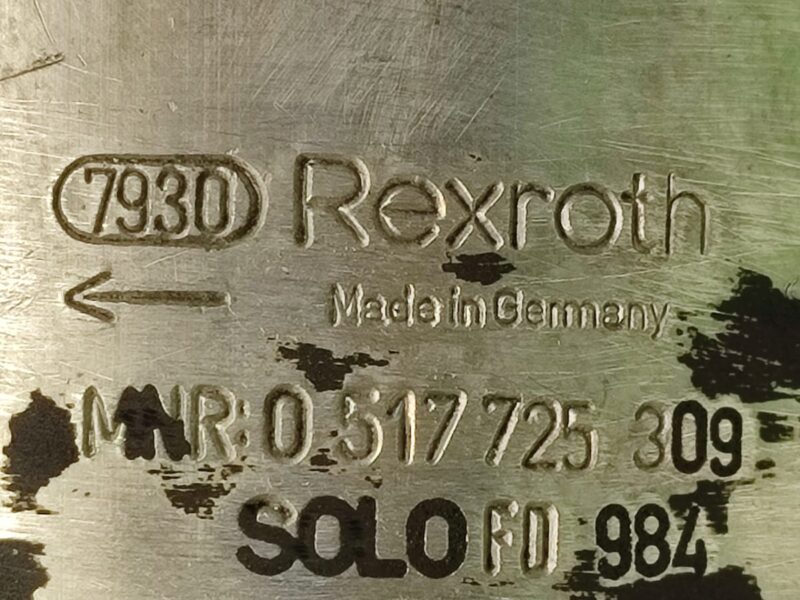 7930 Rexroth
Made in Germany
MNR: 0 517 725 309
SOLO FD 984